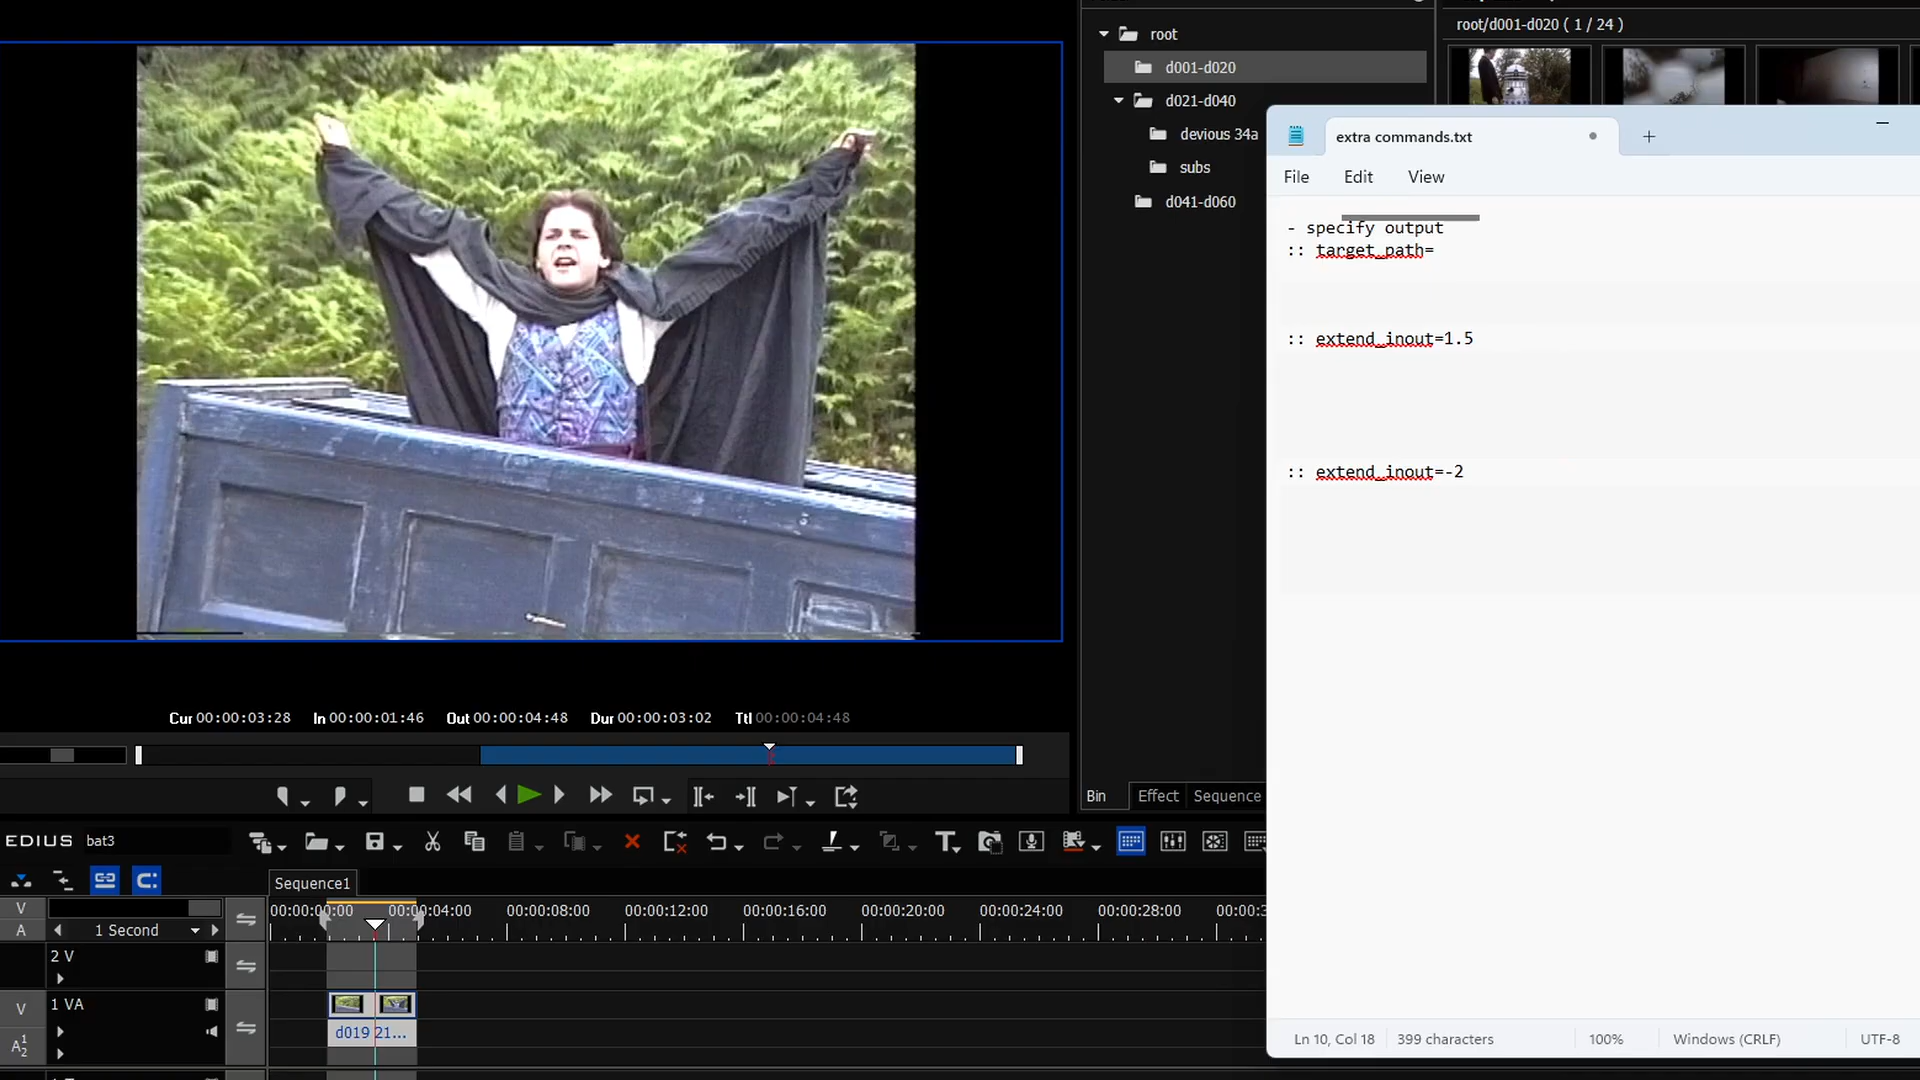 root
d001-d020
d021-d040
devious 34a
subs
d041-d060
root/d001-d020 ( 1 / 24 )
extra commands.txt
File Edit View
- specify output
:: target_path=
:: extend_inout=1.5
:: extend_inout=-2
Ln 10, Col 18 399 characters 100% Windows (CRLF) UTF-8
Cur 00:00:03:28 In 00:00:01:46 Out 00:00:04:48 Dur 00:00:03:02 Ttl 00:00:04:48
Bin Effect Sequence
EDIUS bat3
Sequence1
00:00:00:00 00:00:04:00 00:00:08:00 00:00:12:00 00:00:16:00 00:00:20:00 00:00:24:00 00:00:28:00
V
A
1 Second
2 V
V
1 VA
d019 21...
A 1 2